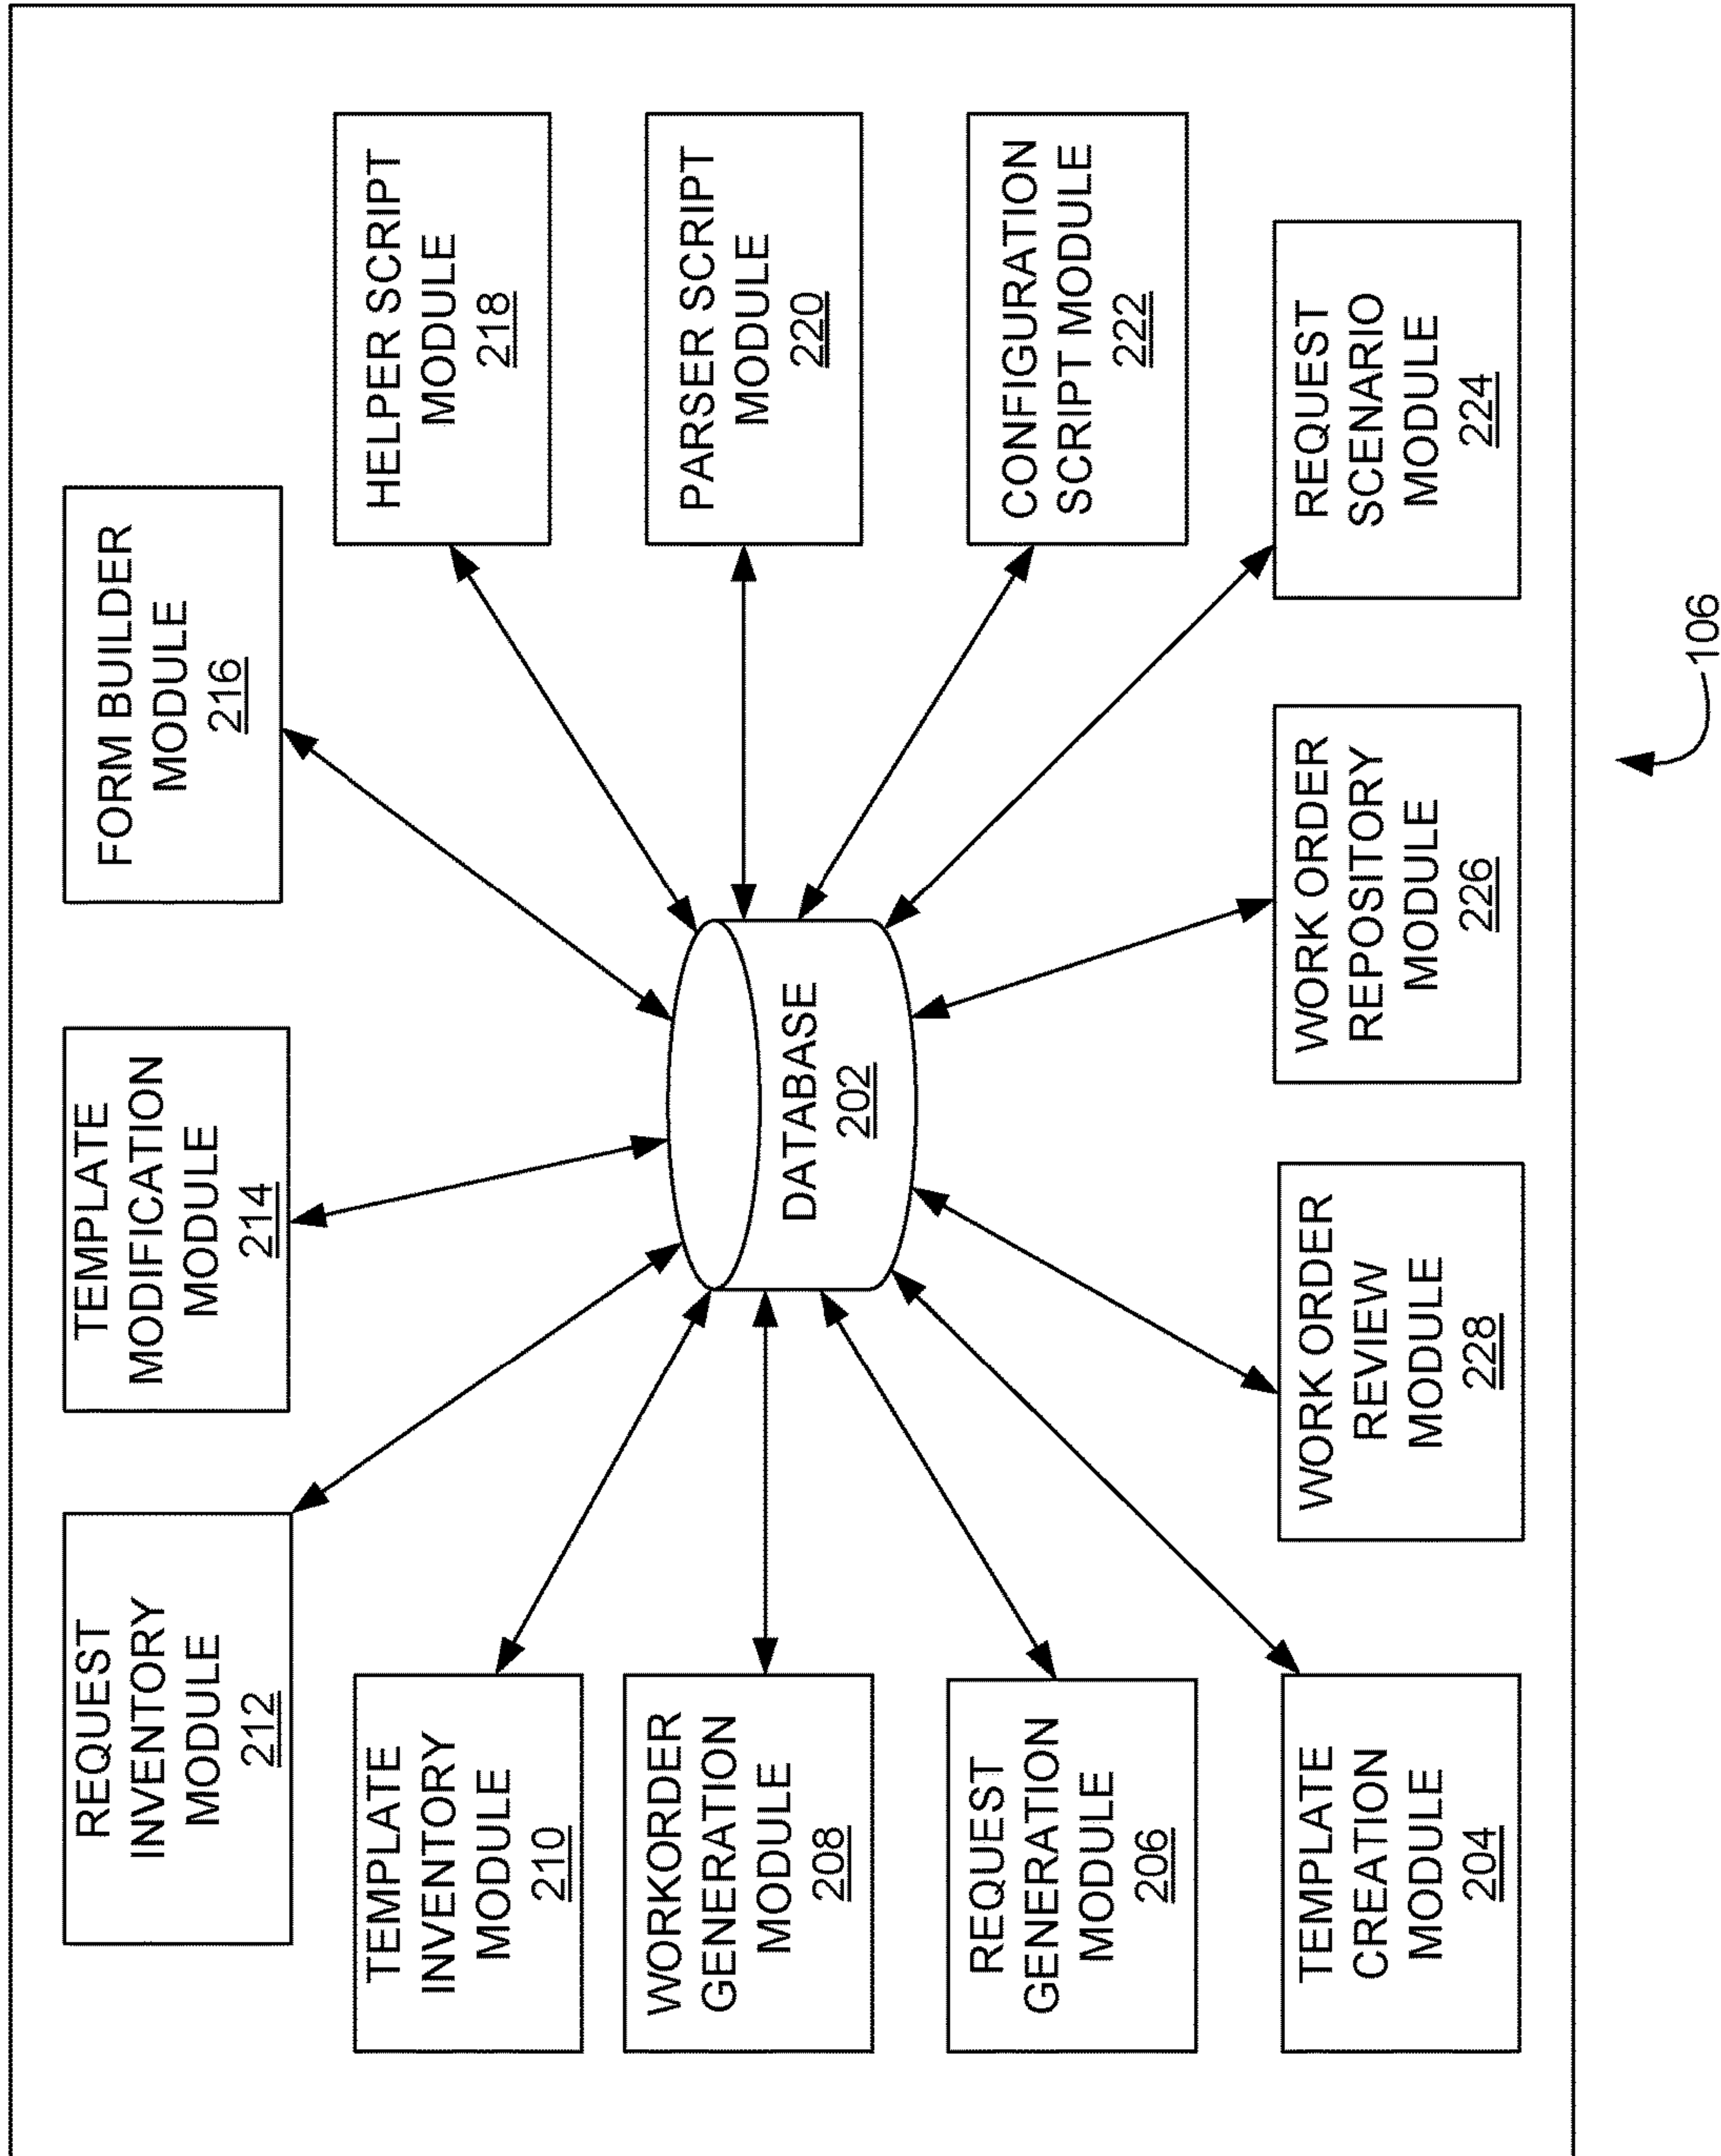 REQUEST
INVENTORY
MODULE
212
TEMPLATE
MODIFICATION
MODULE
214
FORM BUILDER
MODULE
216
TEMPLATE
INVENTORY
MODULE
210
HELPER SCRIPT
MODULE
218
WORKORDER
GENERATION
MODULE
208
DATABASE
202
PARSER SCRIPT
MODULE
220
REQUEST
GENERATION
MODULE
206
CONFIGURATION
SCRIPT MODULE
222
TEMPLATE
CREATION
MODULE
204
WORK ORDER
REVIEW
MODULE
228
WORK ORDER
REPOSITORY
MODULE
226
REQUEST
SCENARIO
MODULE
224
106